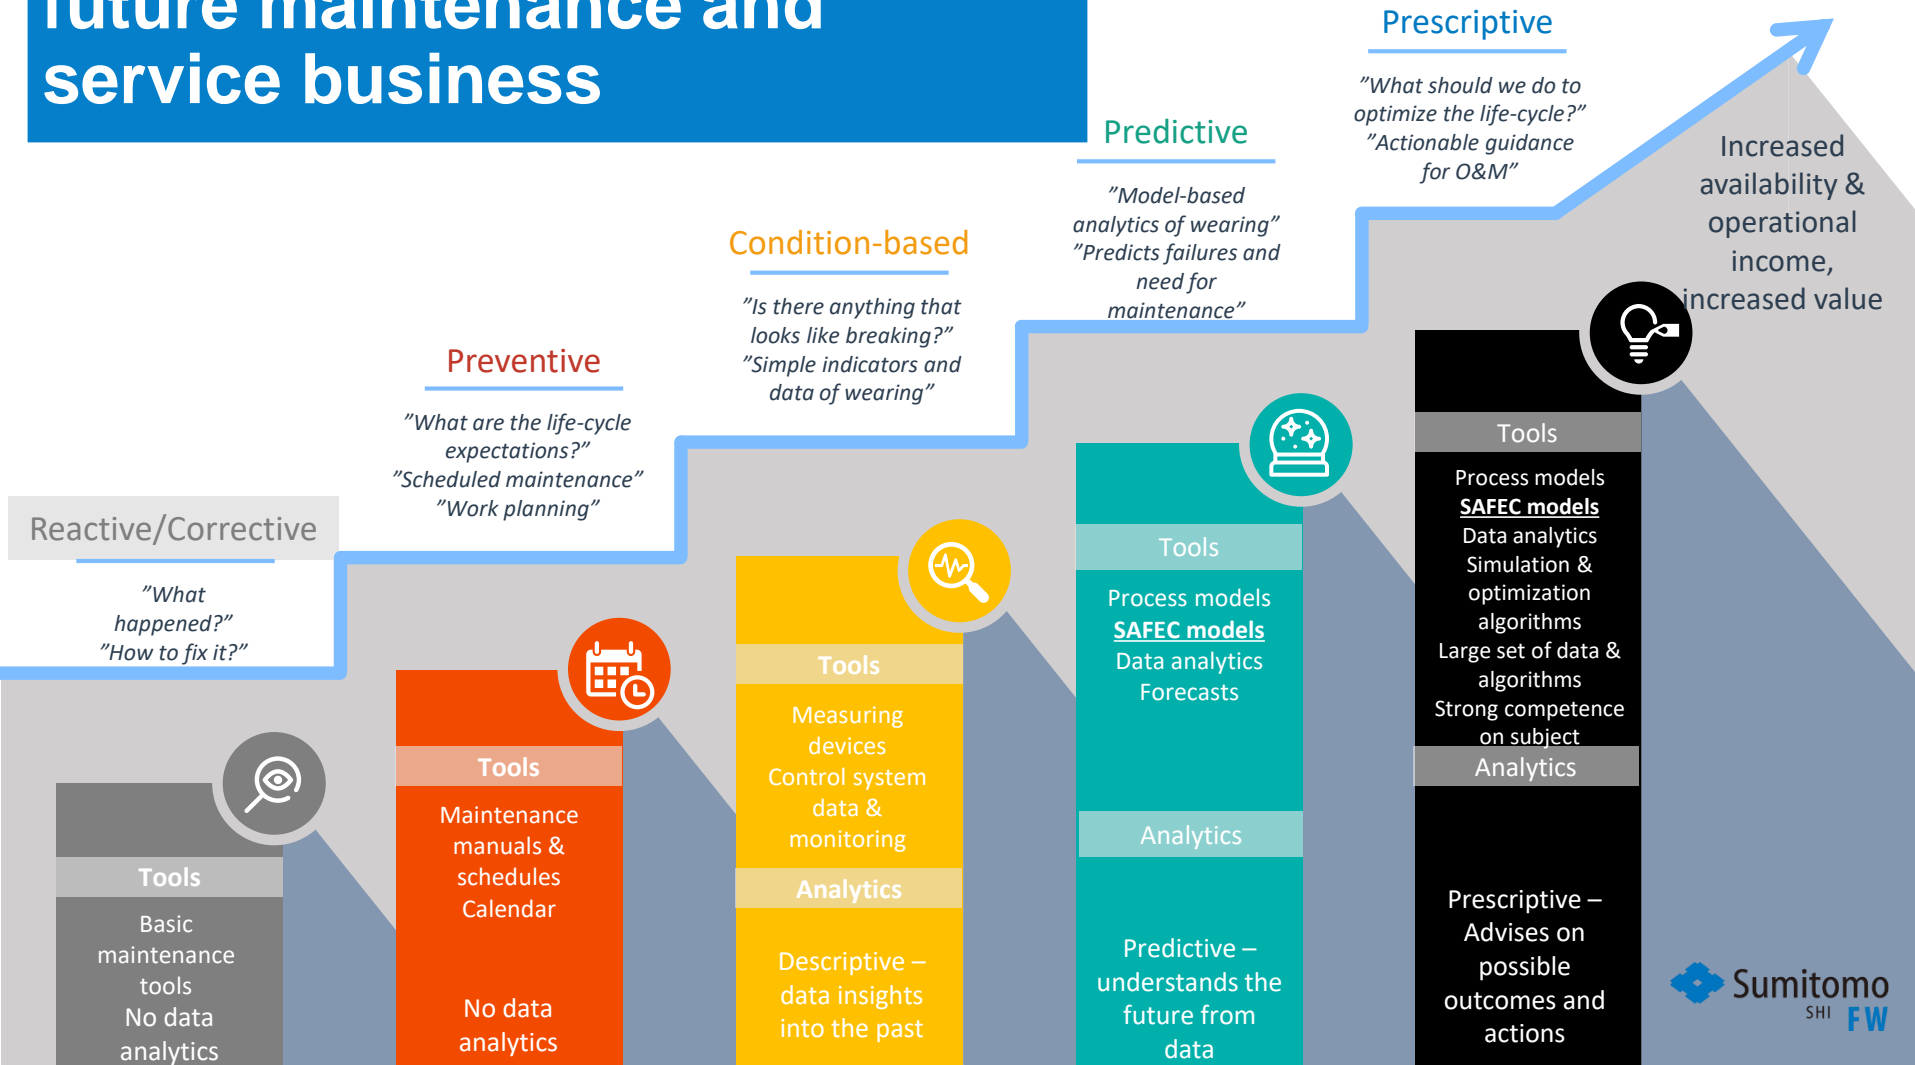 future maintenance and
service business
Reactive/Corrective
”What
happened?”
”How to fix it?”
Tools
Basic
maintenance
tools
No data
analytics
Preventive
”What are the life-cycle
expectations?”
”Scheduled maintenance”
”Work planning”
Tools
Maintenance
manuals &
schedules
Calendar
No data
analytics
Condition-based
”Is there anything that
looks like breaking?”
”Simple indicators and
data of wearing”
Tools
Measuring
devices
Control system
data &
monitoring
Analytics
Descriptive –
data insights
into the past
Predictive
”Model-based
analytics of wearing”
”Predicts failures and
need for
maintenance”
Tools
Process models
SAFEC models
Data analytics
Forecasts
Analytics
Predictive –
understands the
future from
data
Prescriptive
”What should we do to
optimize the life-cycle?”
”Actionable guidance
for O&M”
Tools
Process models
SAFEC models
Data analytics
Simulation &
optimization
algorithms
Large set of data &
algorithms
Strong competence
on subject
Analytics
Prescriptive –
Advises on
possible
outcomes and
actions
Increased
availability &
operational
income,
increased value
Sumitomo
SHI FW